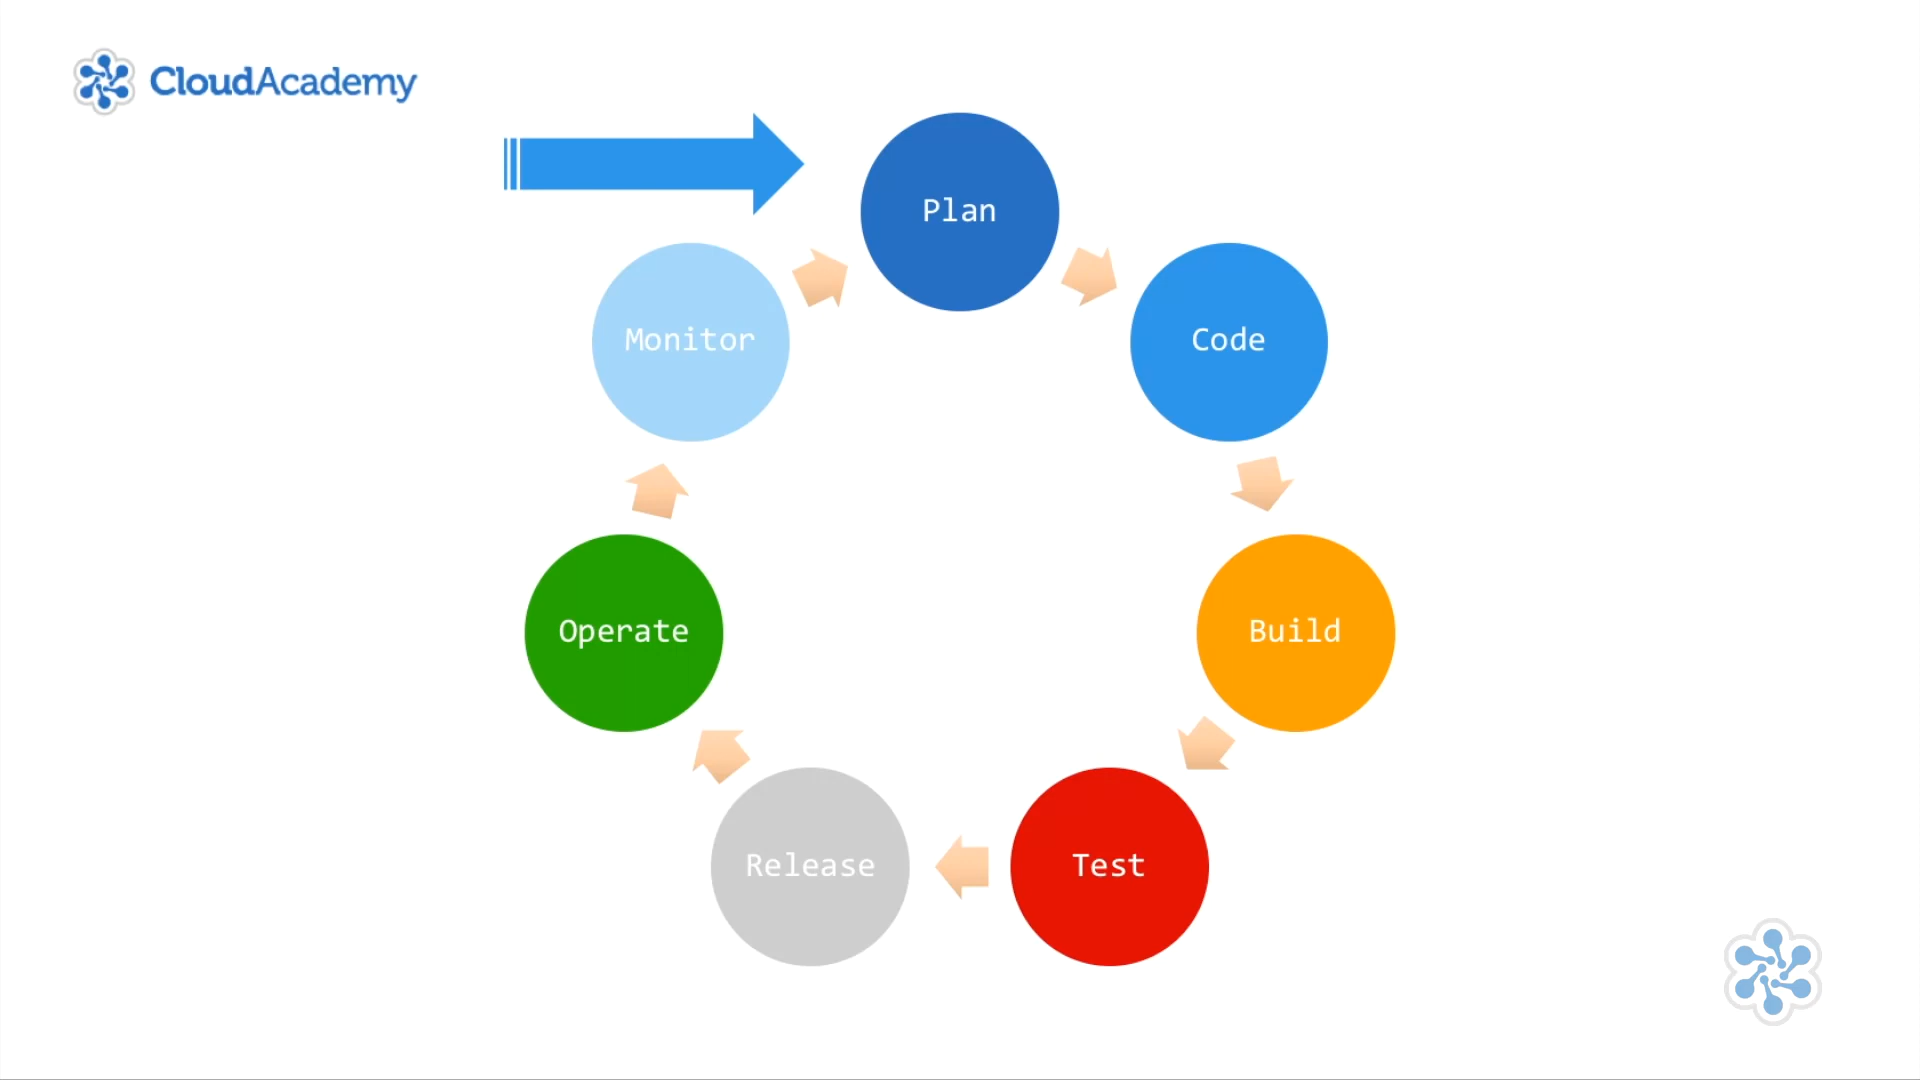 CloudAcademy
Plan
Code
Build
Test
Release
Operate
Monitor